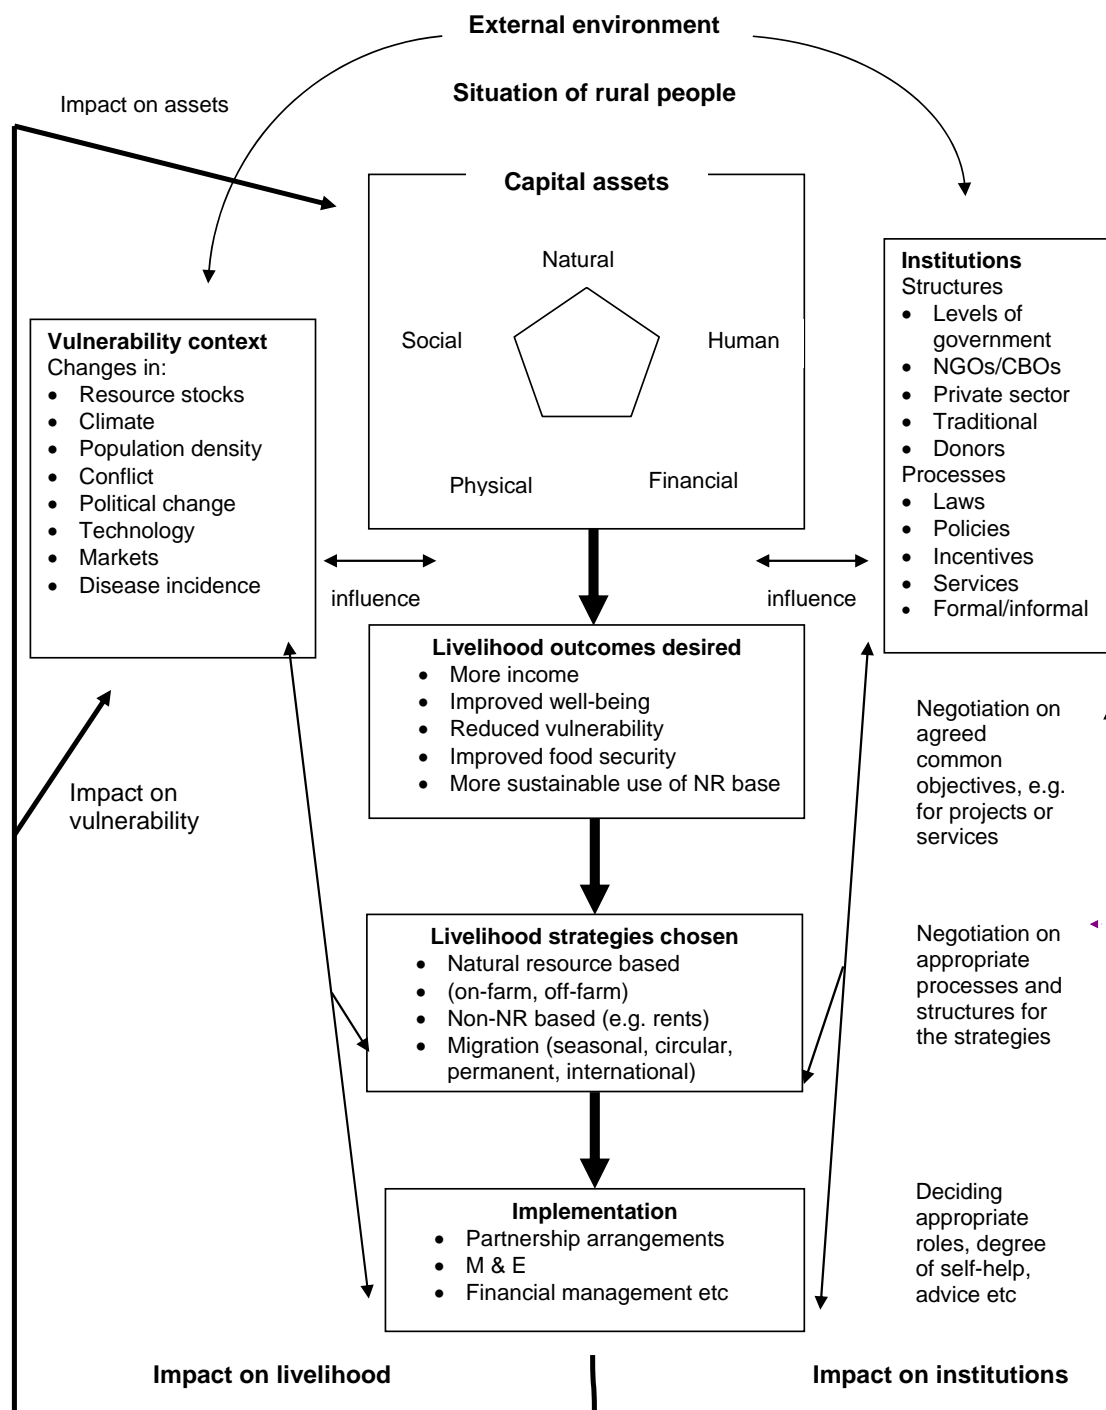 External environment
Situation of rural people
Impact on assets
Capital assets
Natural
Social
Human
Physical
Financial
Vulnerability context
Changes in:
• Resource stocks
• Climate
• Population density
• Conflict
• Political change
• Technology
• Markets
• Disease incidence
Institutions
Structures
• Levels of
government
• NGOs/CBOs
• Private sector
• Traditional
• Donors
Processes
• Laws
• Policies
• Incentives
• Services
• Formal/informal
influence
influence
Livelihood outcomes desired
• More income
• Improved well-being
• Reduced vulnerability
• Improved food security
• More sustainable use of NR base
Impact on
vulnerability
Negotiation on
agreed
common
objectives, e.g.
for projects or
services
Livelihood strategies chosen
• Natural resource based
• (on-farm, off-farm)
• Non-NR based (e.g. rents)
• Migration (seasonal, circular,
permanent, international)
Negotiation on
appropriate
processes and
structures for
the strategies
Implementation
• Partnership arrangements
• M & E
• Financial management etc
Deciding
appropriate
roles, degree
of self-help,
advice etc
Impact on livelihood
Impact on institutions